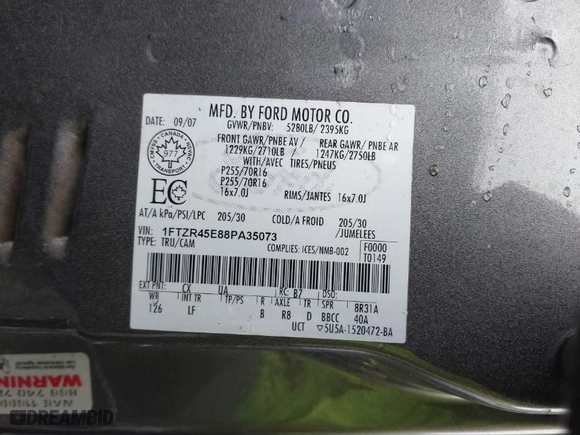 MFD. BY FORD MOTOR CO.
DATE: 09/07
GVWR/PNBV: 5280LB/ 2395KG
FRONT GAWR/ PNBE AV / REAR GAWR/ PNBE AR
1229KG/2710LB 1247KG/2750LB
WITH/AVEC TIRES/PNEUS
P255/70R16
P255/70R16
16x7.0J RIMS/JANTES 16x7.0J
CANADA
977
EC
AT/A kPa/PSI/LPC 205/30 COLD/A FROID 205/30
/JUMELEES
VIN: 1FTZR45E88PA35073
TYPE: TRU/CAM COMPLIES: ICES/NMB-002
F0000
T0149
EXT PNT: CX UA RC: B7 DSO:
WB INT TR TP/PS R AXLE TR SPR 8R31A
126 LF B R8 D BBCC 40A
UCT 5U5A-1520472-BA
WARNING
DREAMBID